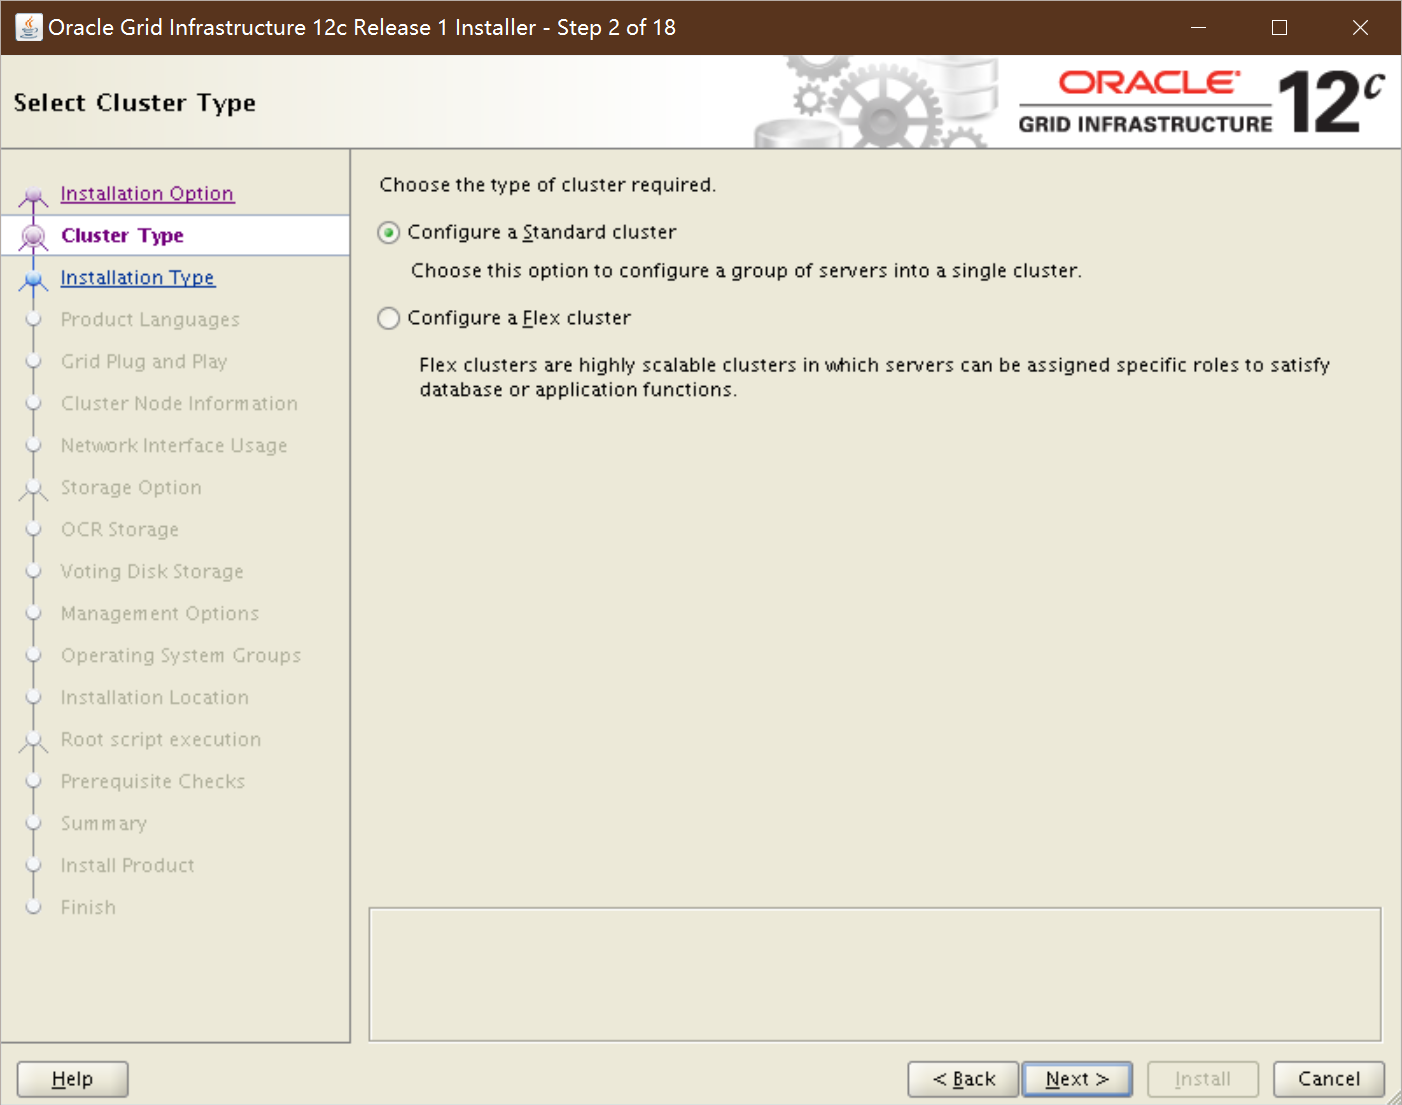 Oracle Grid Infrastructure 12c Release 1 Installer - Step 2 of 18
Select Cluster Type
ORACLE
GRID INFRASTRUCTURE
12c
Installation Option
Cluster Type
Installation Type
Product Languages
Grid Plug and Play
Cluster Node Information
Network Interface Usage
Storage Option
OCR Storage
Voting Disk Storage
Management Options
Operating System Groups
Installation Location
Root script execution
Prerequisite Checks
Summary
Install Product
Finish
Choose the type of cluster required.
Configure a Standard cluster
Choose this option to configure a group of servers into a single cluster.
Configure a Flex cluster
Flex clusters are highly scalable clusters in which servers can be assigned specific roles to satisfy
database or application functions.
Help
< Back
Next >
Install
Cancel